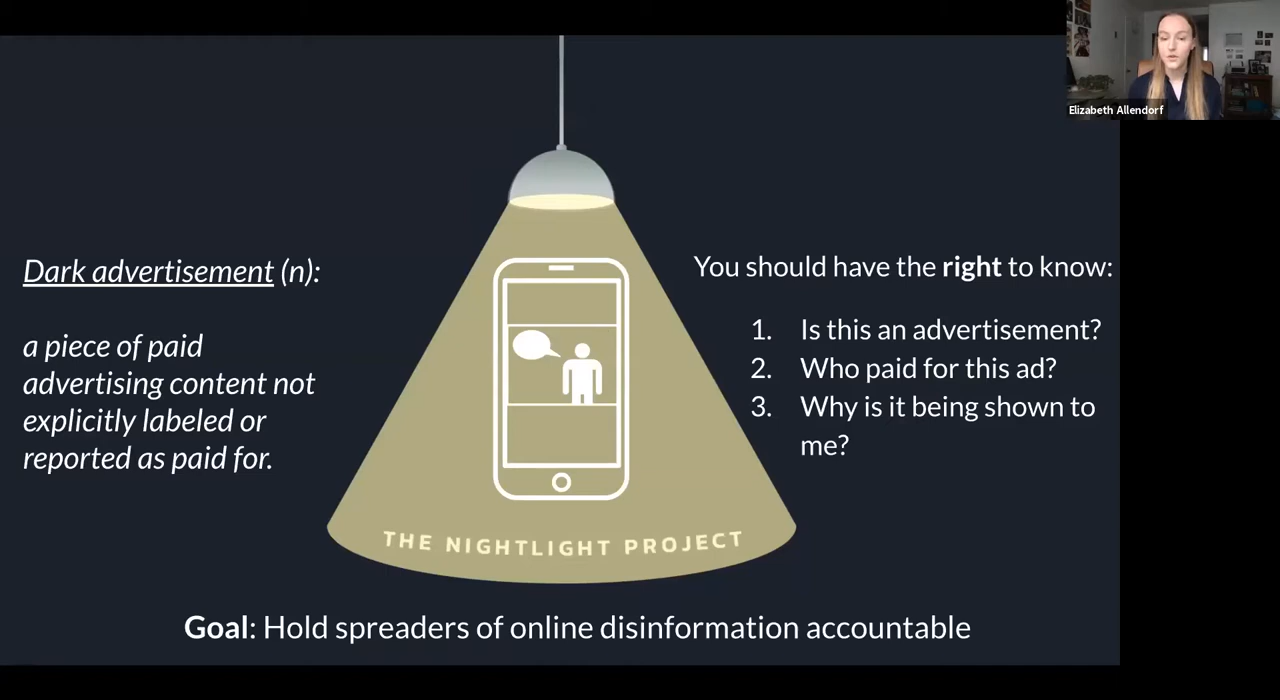 Elizabeth Allendorf
Dark advertisement (n):
a piece of paid
advertising content not
explicitly labeled or
reported as paid for.
You should have the right to know:
1. Is this an advertisement?
2. Who paid for this ad?
3. Why is it being shown to
me?
THE NIGHTLIGHT PROJECT
Goal: Hold spreaders of online disinformation accountable